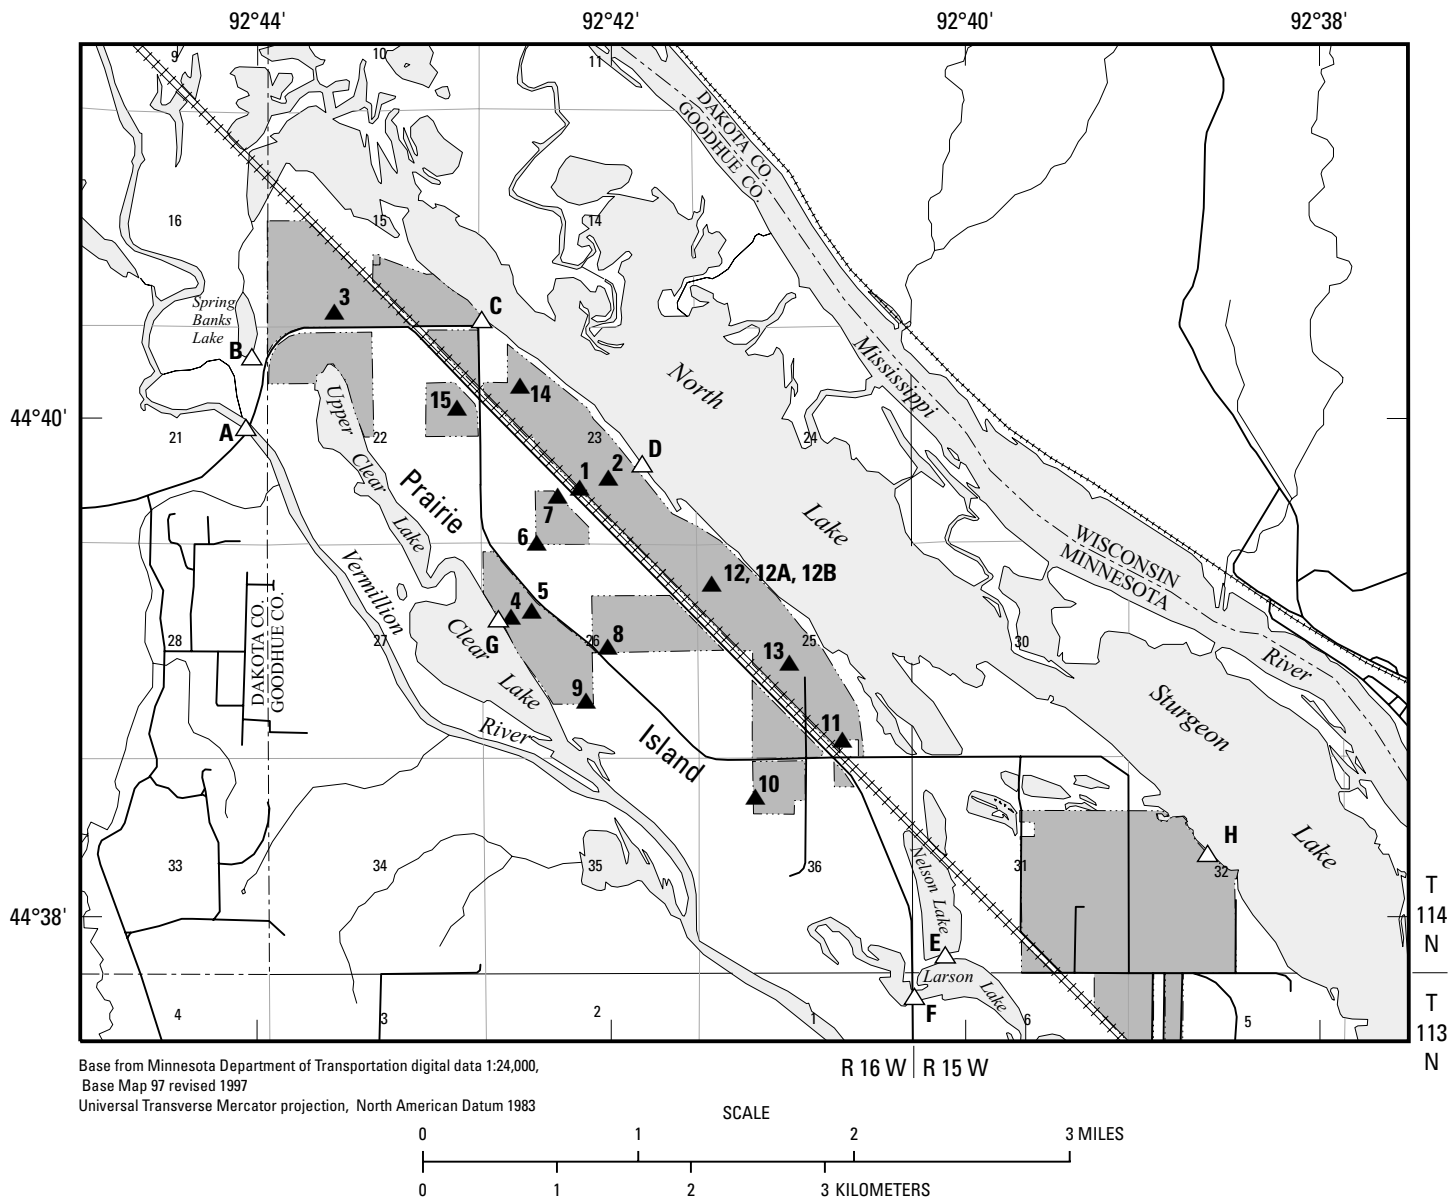 92°44' 92°42' 92°40' 92°38'
9 10 11
DAKOTA CO.
GOODHUE CO.
16 15 14
Spring
Banks
Lake
3
C
B
Mississippi
North
Upper
Clear
Lake
14
15
44°40'
A
21 22 23 24
D
1 2
Prairie
7
Lake
6
WISCONSIN
MINNESOTA
12, 12A, 12B
Vermillion
4 5
G
DAKOTA CO.
GOODHUE CO.
28 27 26 25 30
8
13
Clear
Lake
River
9
Sturgeon
River
11
Island
10
Lake
H
33 34 35 36 31 32
Nelson Lake
T
114
N
44°38'
E
Larson Lake
F
T
113
N
4 3 2 1 6 5
Base from Minnesota Department of Transportation digital data 1:24,000,
Base Map 97 revised 1997
Universal Transverse Mercator projection, North American Datum 1983
R 16 W R 15 W
SCALE
0 1 2 3 MILES
0 1 2 3 KILOMETERS